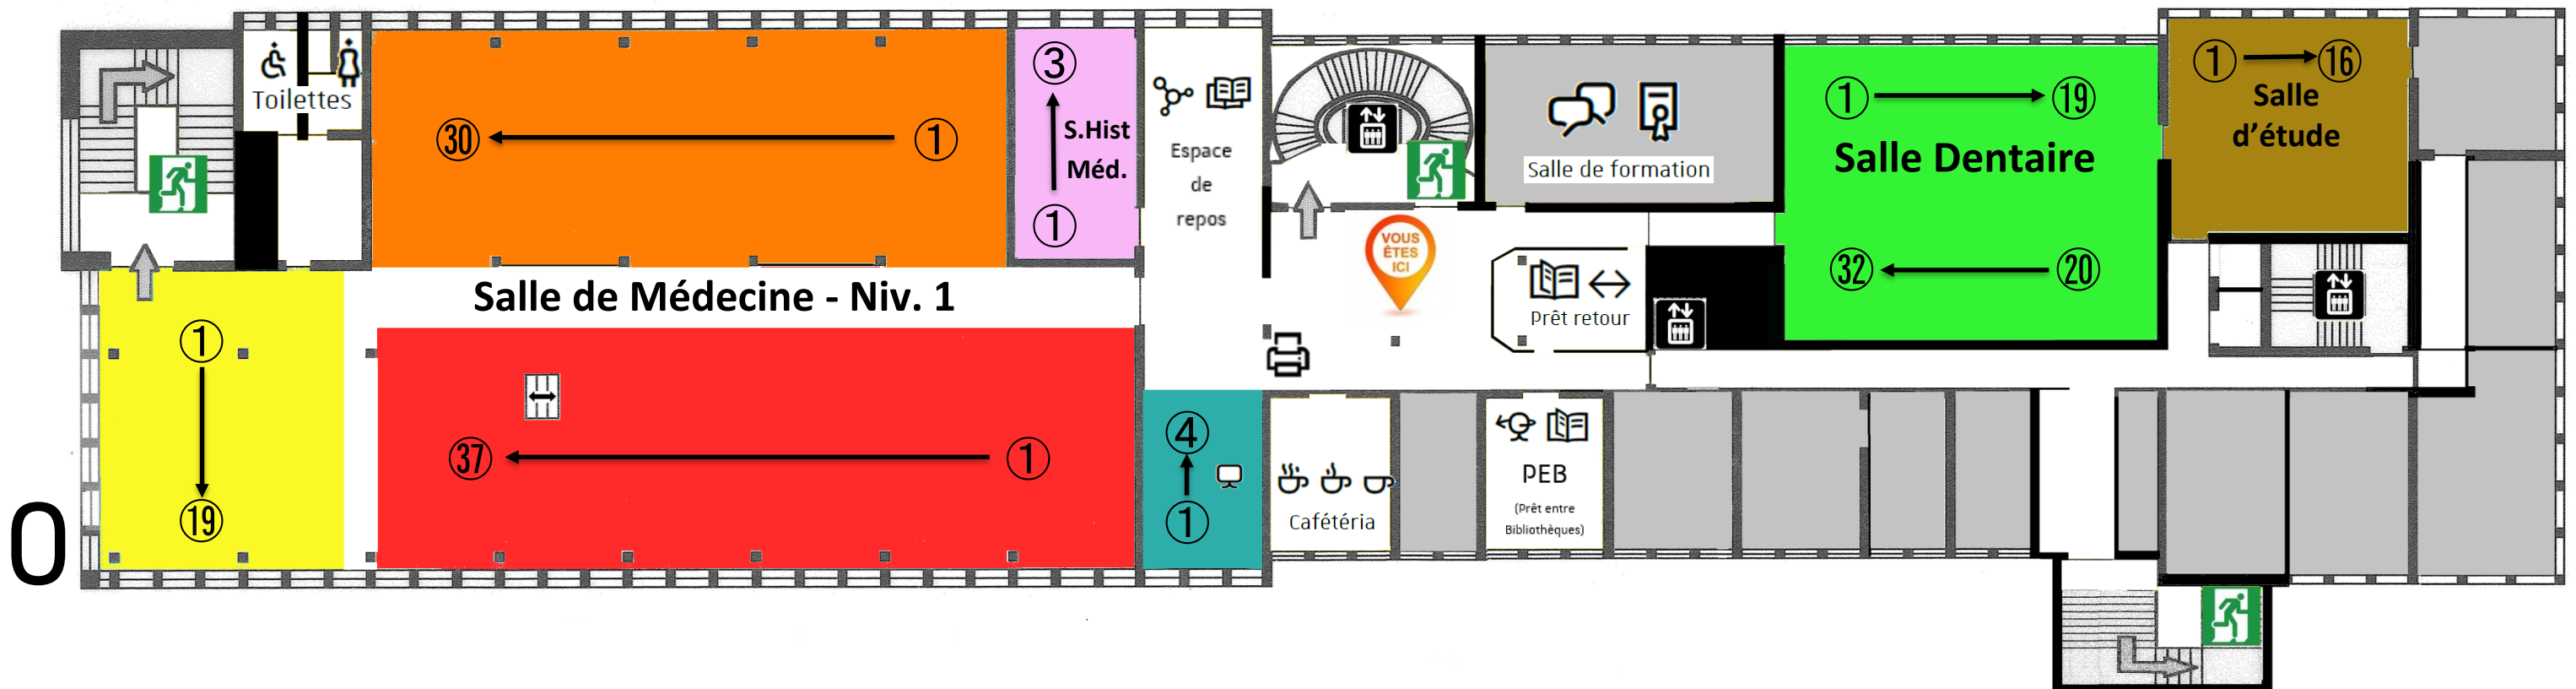 Toilettes
30
1
3
S.Hist
Méd.
1
Espace
de
repos
Salle de formation
1
19
Salle Dentaire
32
20
1
16
Salle
d’étude
VOUS
ÊTES
ICI
Prêt retour
Salle de Médecine - Niv. 1
1
19
37
1
4
1
Cafétéria
PEB
(Prêt entre
Bibliothèques)
0